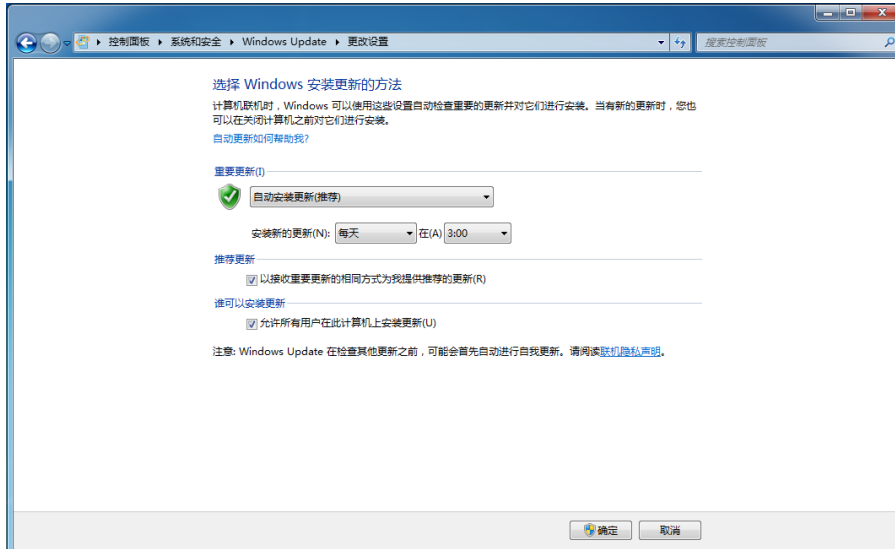 控制面板 系统和安全 Windows Update 更改设置 搜索控制面板
选择 Windows 安装更新的方法
计算机联机时，Windows 可以使用这些设置自动检查重要的更新并对它们进行安装。当有新的更新时，您也
可以在关闭计算机之前对它们进行安装。
自动更新如何帮助我?
重要更新(I)
自动安装更新(推荐)
安装新的更新(N): 每天 在(A) 3:00
推荐更新
以接收重要更新的相同方式为我提供推荐的更新(R)
谁可以安装更新
允许所有用户在此计算机上安装更新(U)
注意: Windows Update 在检查其他更新之前，可能会首先自动进行自我更新。请阅读联机隐私声明。
确定 取消